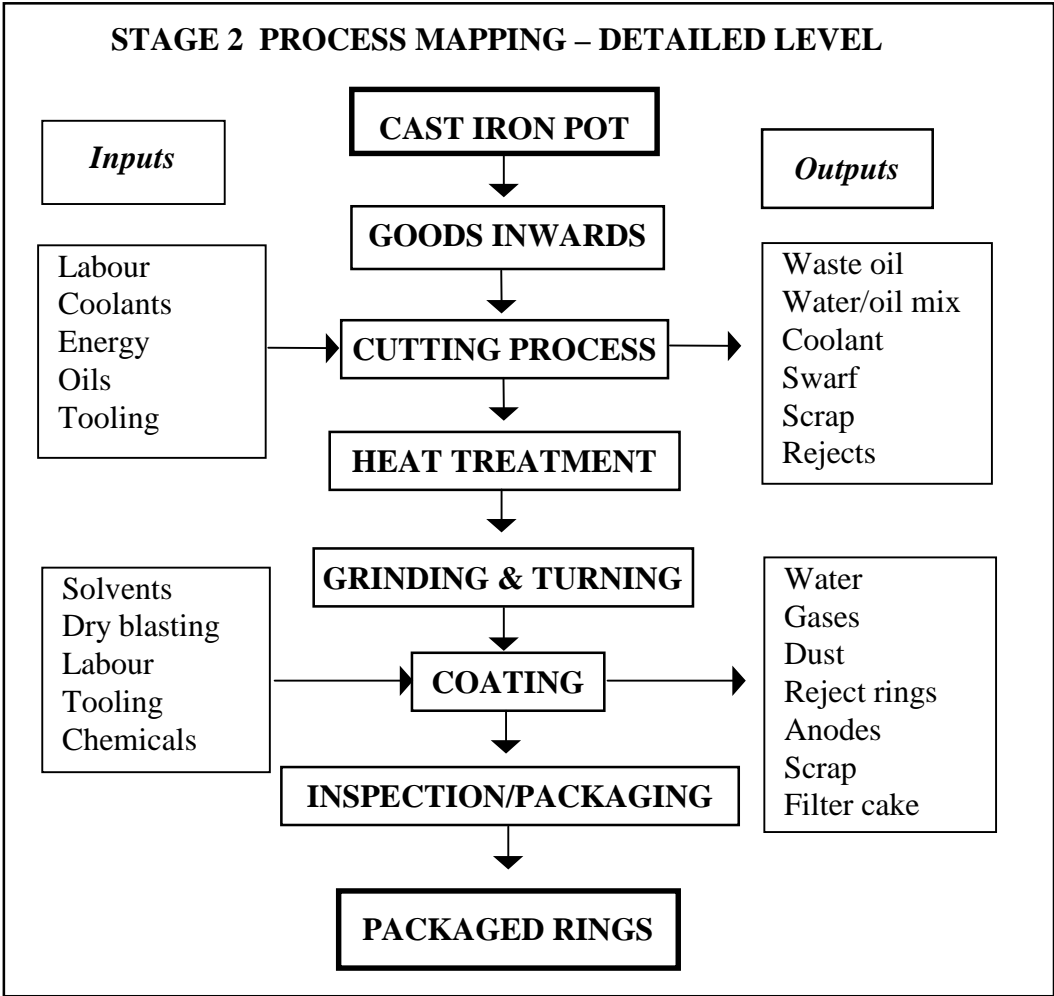 STAGE 2 PROCESS MAPPING – DETAILED LEVEL
CAST IRON POT
Inputs
Outputs
GOODS INWARDS
Labour
Coolants
Energy
Oils
Tooling
CUTTING PROCESS
Waste oil
Water/oil mix
Coolant
Swarf
Scrap
Rejects
HEAT TREATMENT
GRINDING & TURNING
Solvents
Dry blasting
Labour
Tooling
Chemicals
COATING
Water
Gases
Dust
Reject rings
Anodes
Scrap
Filter cake
INSPECTION/PACKAGING
PACKAGED RINGS